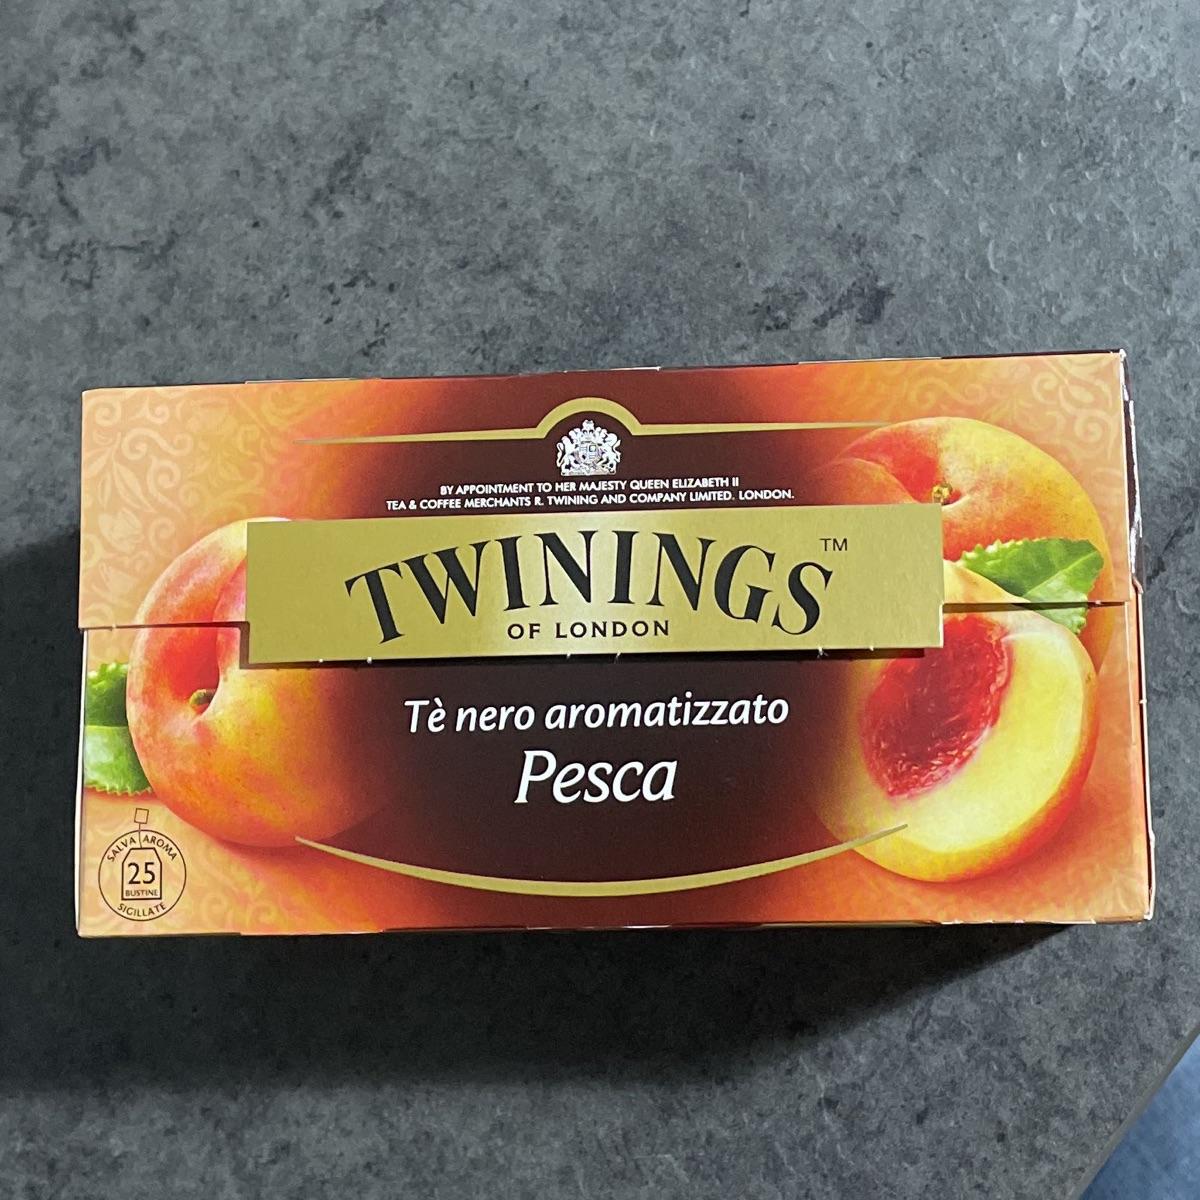 BY APPOINTMENT TO HER MAJESTY QUEEN ELIZABETH II
TEA & COFFEE MERCHANTS R. TWINING AND COMPANY LIMITED. LONDON.
TWININGS™
OF LONDON
Tè nero aromatizzato
Pesca
SALVA AROMA
25
BUSTINE
SIGILLATE